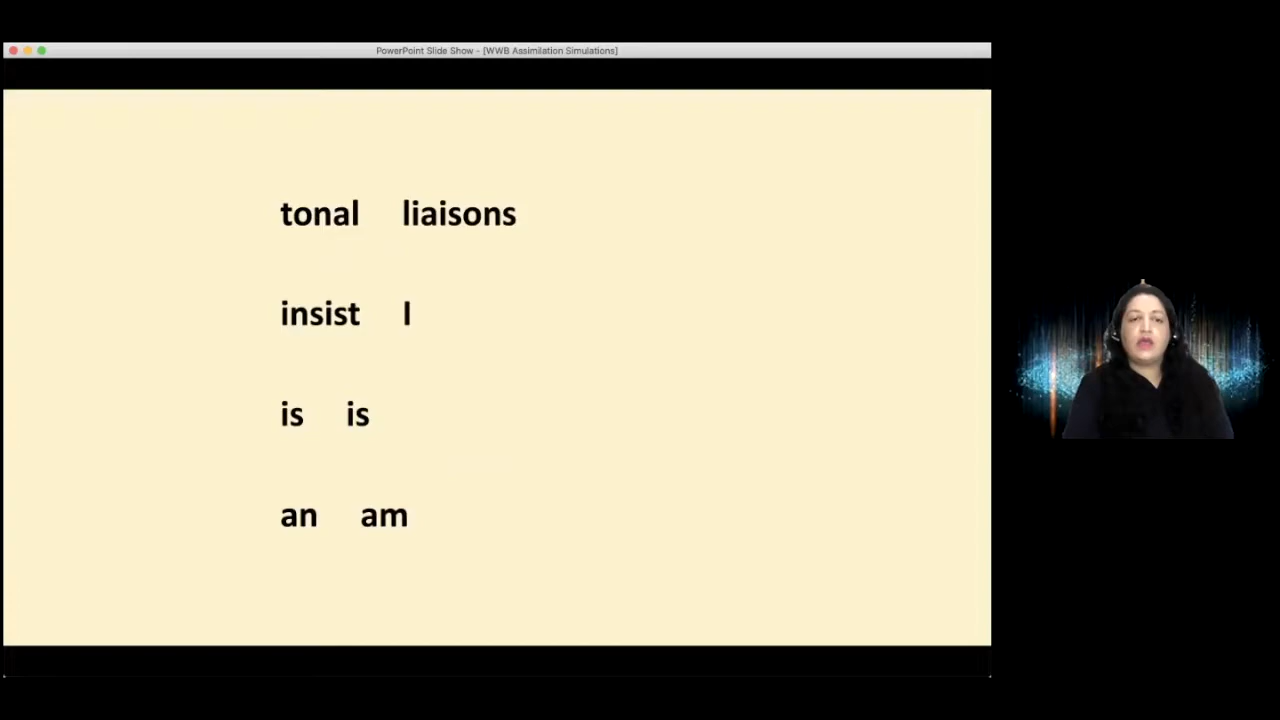 PowerPoint Slide Show - [WWB Assimilation Simulations]
tonal liaisons
insist I
is is
an am